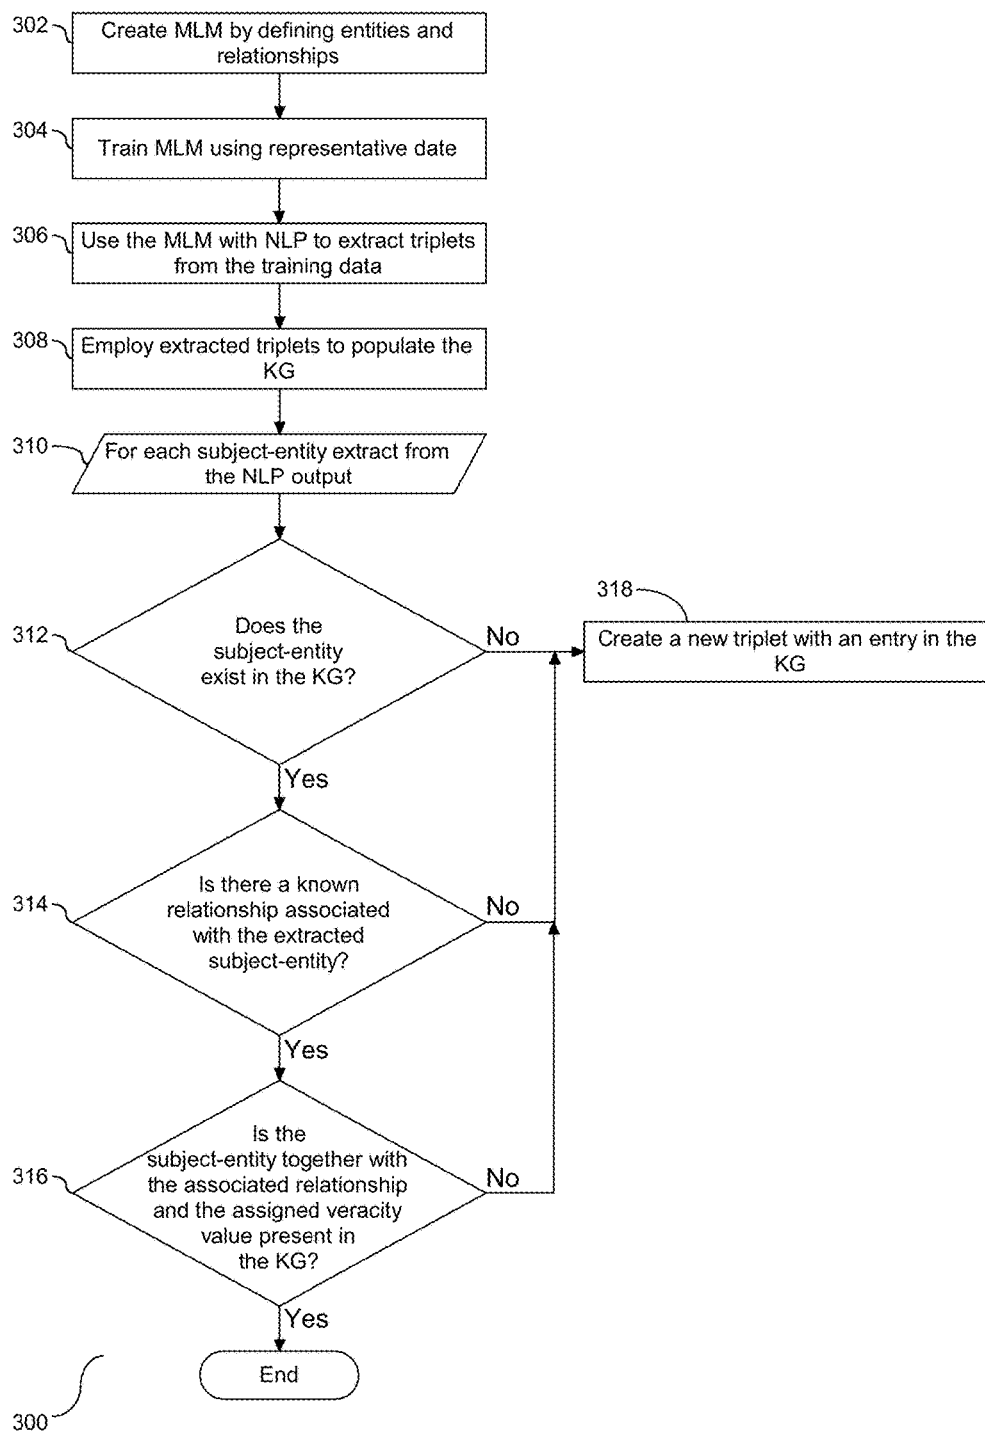 302
Create MLM by defining entities and
relationships
304
Train MLM using representative date
306
Use the MLM with NLP to extract triplets
from the training data
308
Employ extracted triplets to populate the
KG
310
For each subject-entity extract from
the NLP output
312
Does the
subject-entity
exist in the KG?
No
318
Create a new triplet with an entry in the
KG
Yes
314
Is there a known
relationship associated
with the extracted
subject-entity?
No
Yes
316
Is the
subject-entity together with
the associated relationship
and the assigned veracity
value present in
the KG?
No
Yes
End
300